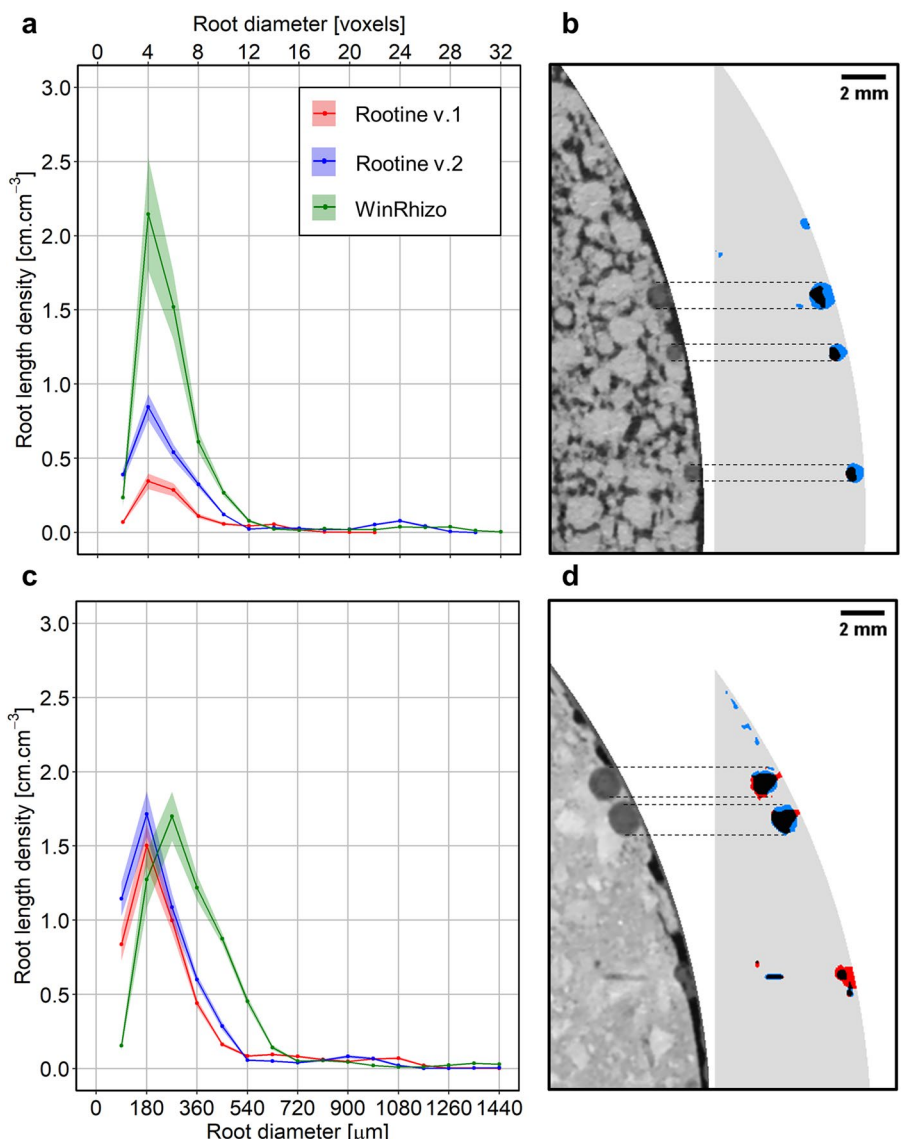 a
Root diameter [voxels]
0 4 8 12 16 20 24 28 32
Root length density [cm.cm⁻³]
3.0
2.5
2.0
1.5
1.0
0.5
0.0
Rootine v.1
Rootine v.2
WinRhizo
b
2 mm
c
Root length density [cm.cm⁻³]
3.0
2.5
2.0
1.5
1.0
0.5
0.0
0 180 360 540 720 900 1080 1260 1440
Root diameter [μm]
d
2 mm